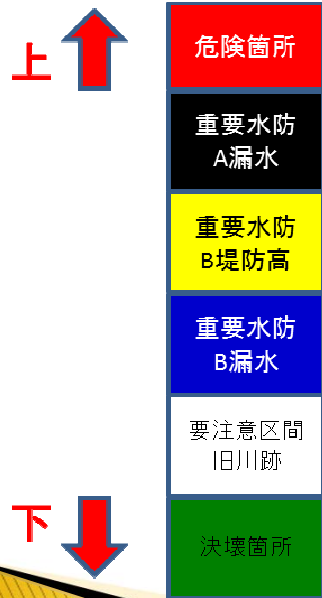 上
危険箇所
重要水防
A漏水
重要水防
B堤防高
重要水防
B漏水
要注意区間
旧川跡
下
決壊箇所